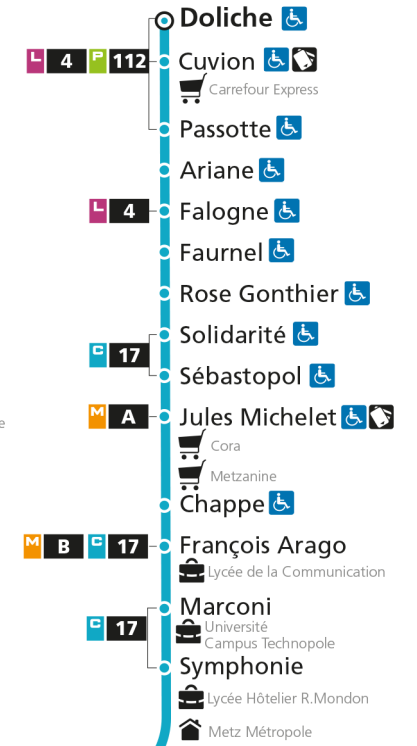 Doliche
L 4 P 112 Cuvion
Carrefour Express
Passotte
Ariane
L 4 Falogne
Faurnel
Rose Gonthier
Solidarité
C 17
Sébastopol
M A Jules Michelet
e
Cora
Metzanine
Chappe
M B C 17 François Arago
Lycée de la Communication
Marconi
C 17
Université
Campus Technopole
Symphonie
Lycée Hôtelier R.Mondon
Metz Métropole